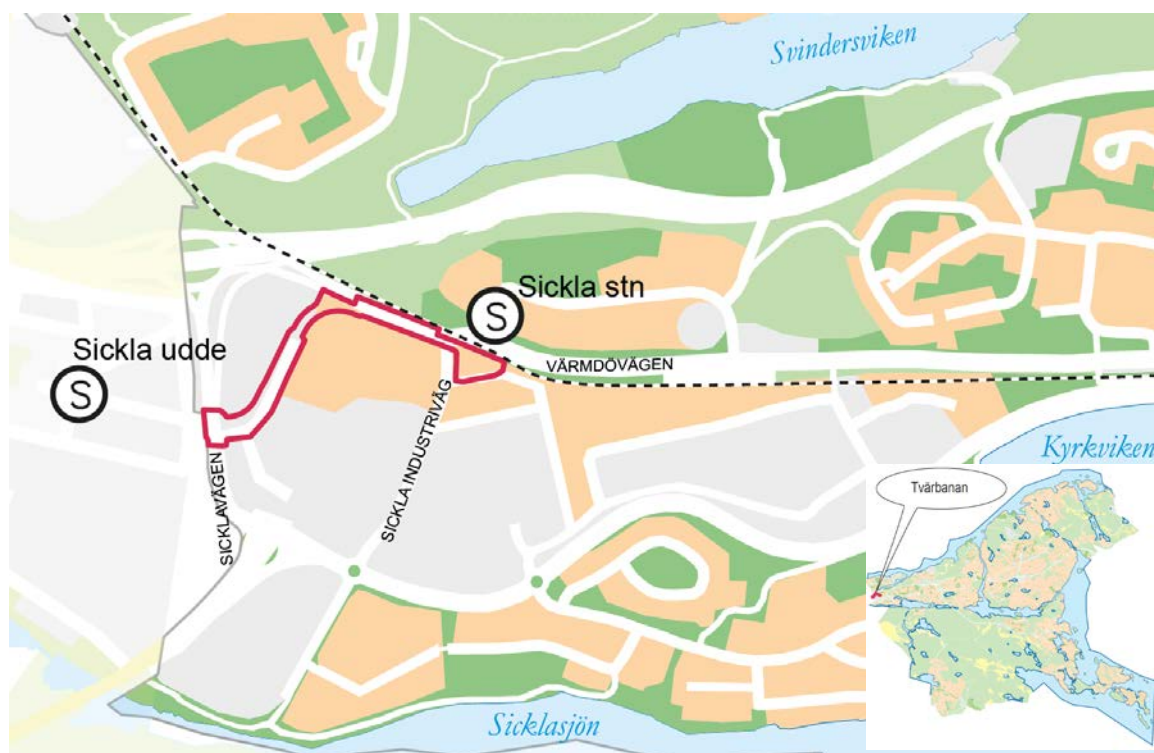 Svindersviken
Sickla stn
S
Sickla udde
S
VÄRMDÖVÄGEN
SICKLA INDUSTRIVÄG
SICKLAVÄGEN
Kyrkviken
Tvärbanan
Sicklasjön